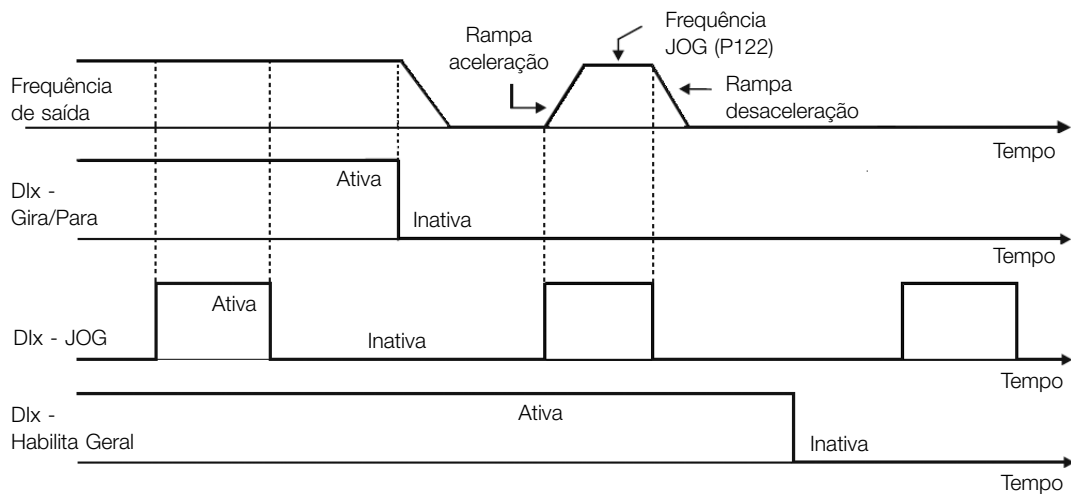 Frequência
JOG (P122)
Rampa
aceleração
Rampa
desaceleração
Frequência
de saída
Tempo
DIx -
Gira/Para
Ativa
Inativa
Tempo
DIx - JOG
Ativa
Inativa
Tempo
DIx -
Habilita Geral
Ativa
Inativa
Tempo